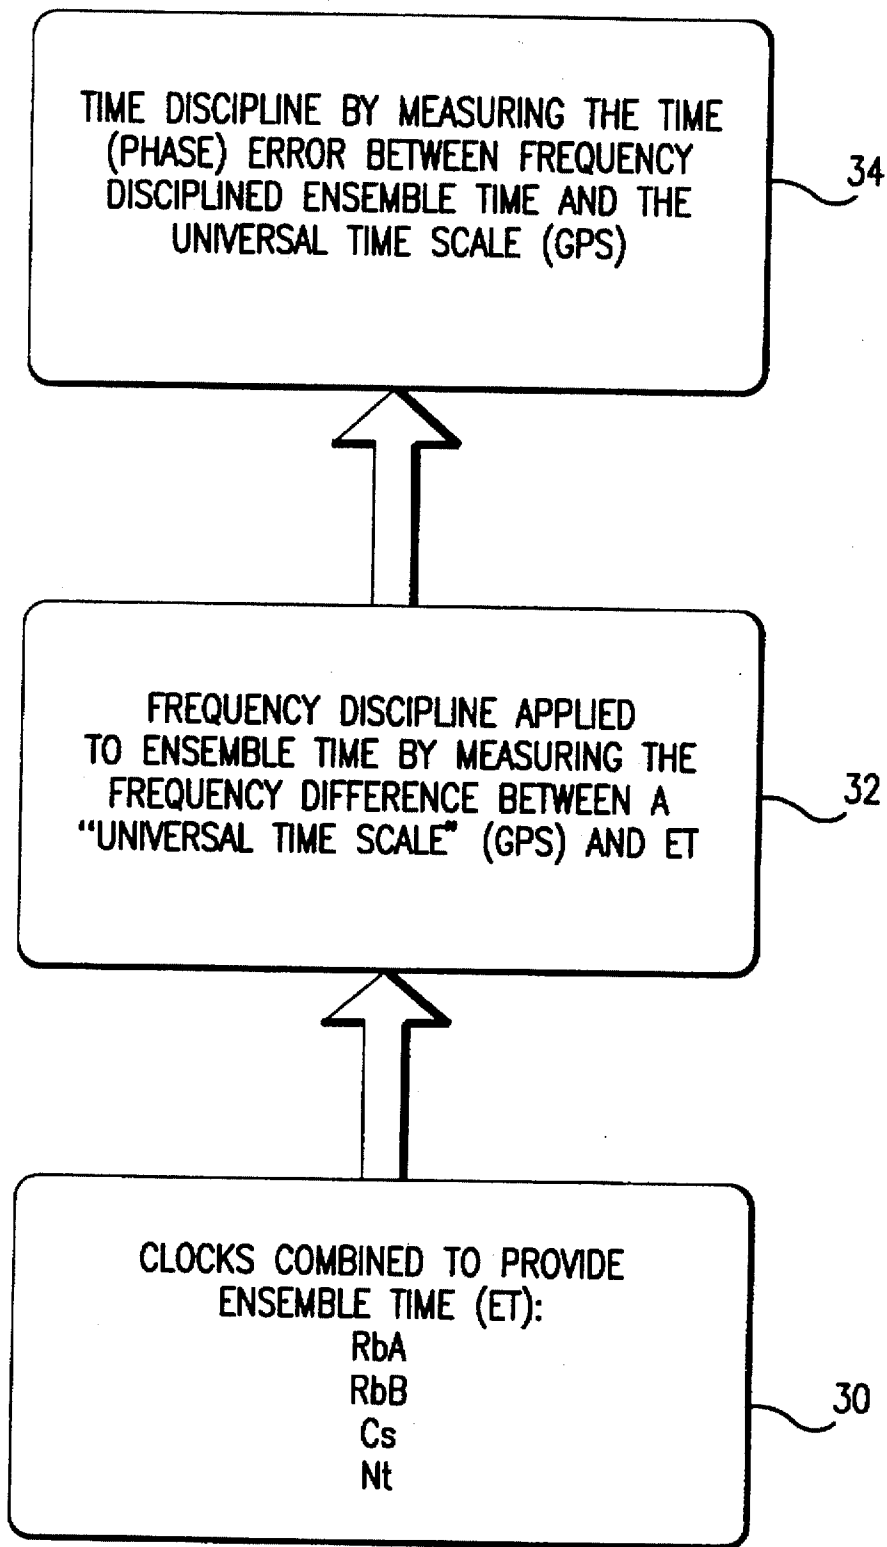 TIME DISCIPLINE BY MEASURING THE TIME
(PHASE) ERROR BETWEEN FREQUENCY
DISCIPLINED ENSEMBLE TIME AND THE
UNIVERSAL TIME SCALE (GPS)
34
FREQUENCY DISCIPLINE APPLIED
TO ENSEMBLE TIME BY MEASURING THE
FREQUENCY DIFFERENCE BETWEEN A
“UNIVERSAL TIME SCALE” (GPS) AND ET
32
CLOCKS COMBINED TO PROVIDE
ENSEMBLE TIME (ET):
RbA
RbB
Cs
Nt
30